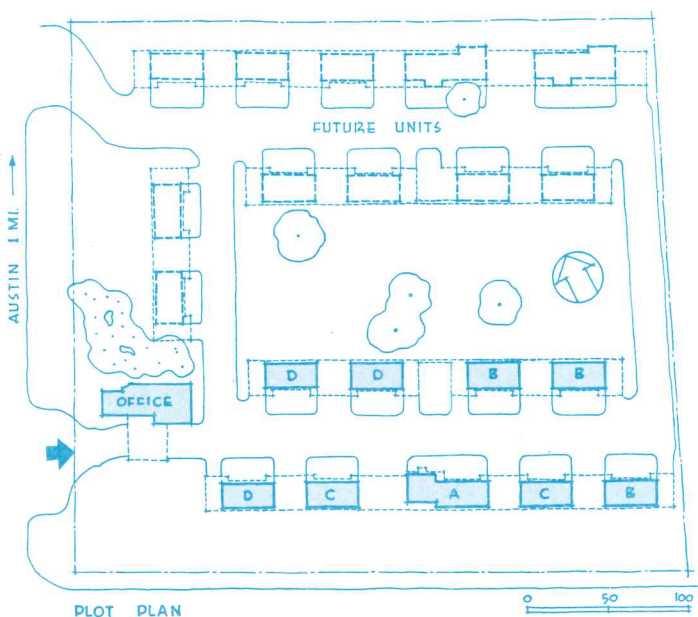 FUTURE UNITS
AUSTIN 1 MI.
D D B B
OFFICE
D C A C B
PLOT PLAN
0 50 100